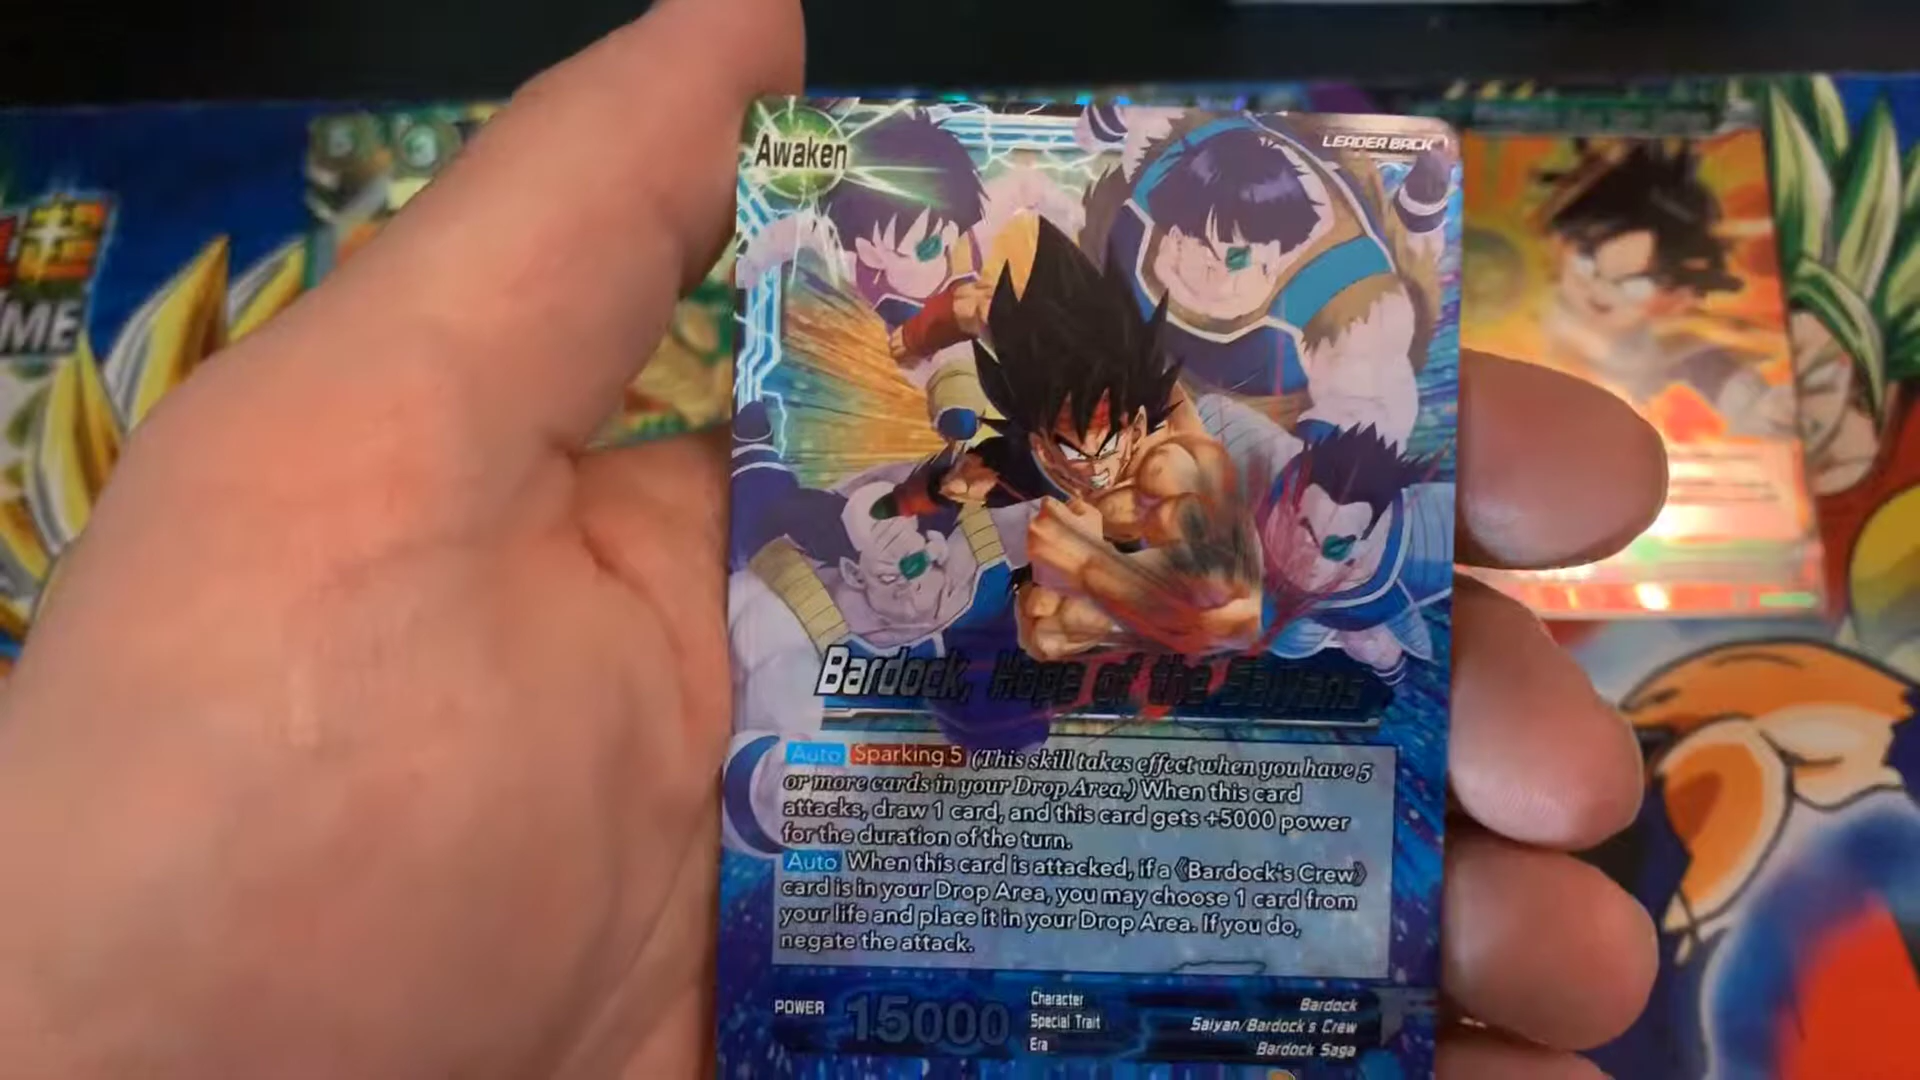 Awaken
LEADER BACK
ME
Bardock, Hope of the Saiyans
Auto Sparking 5 (This skill takes effect when you have 5
or more cards in your Drop Area.) When this card
attacks, draw 1 card, and this card gets +5000 power
for the duration of the turn.
Auto When this card is attacked, if a 《Bardock's Crew》
card is in your Drop Area, you may choose 1 card from
your life and place it in your Drop Area. If you do,
negate the attack.
POWER 15000
Character Bardock
Special Trait Saiyan/Bardock's Crew
Era Bardock Saga